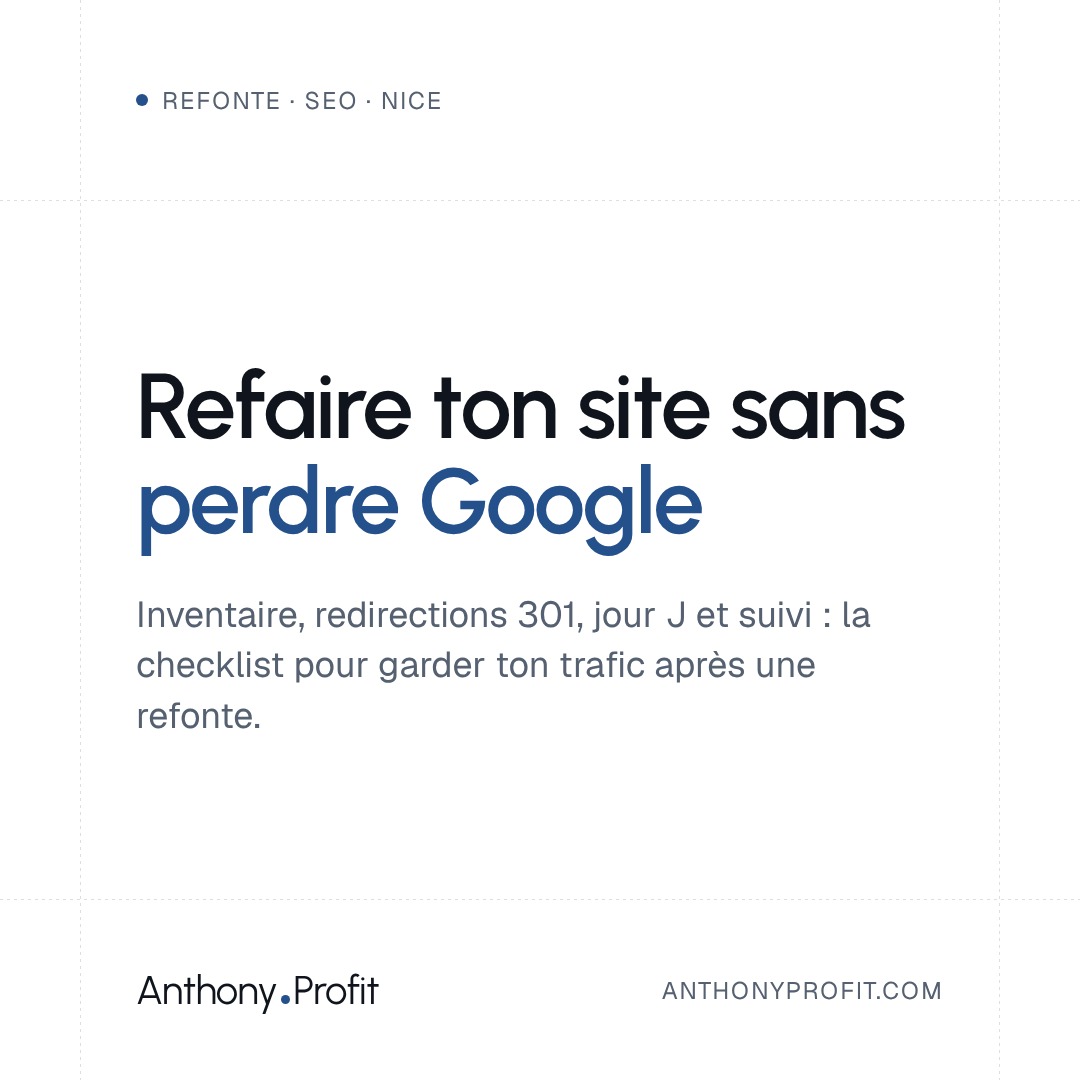 REFONTE · SEO · NICE
Refaire ton site sans
perdre Google
Inventaire, redirections 301, jour J et suivi : la
checklist pour garder ton trafic après une
refonte.
Anthony.Profit
ANTHONYPROFIT.COM